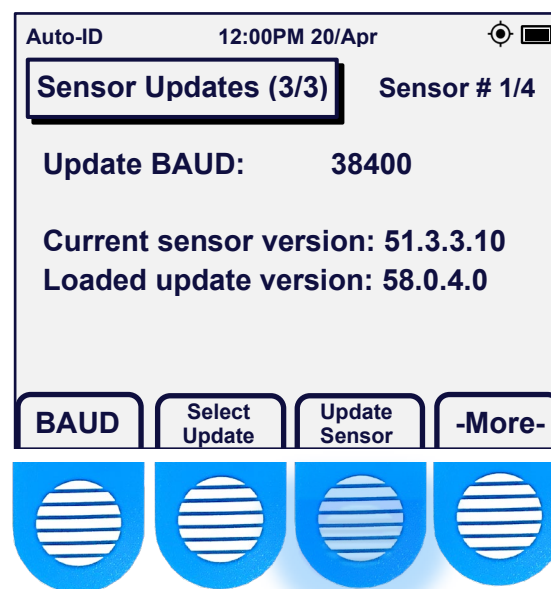 Auto-ID 12:00PM 20/Apr
Sensor Updates (3/3) Sensor # 1/4
Update BAUD: 38400
Current sensor version: 51.3.3.10
Loaded update version: 58.0.4.0
BAUD Select Update Update Sensor -More-